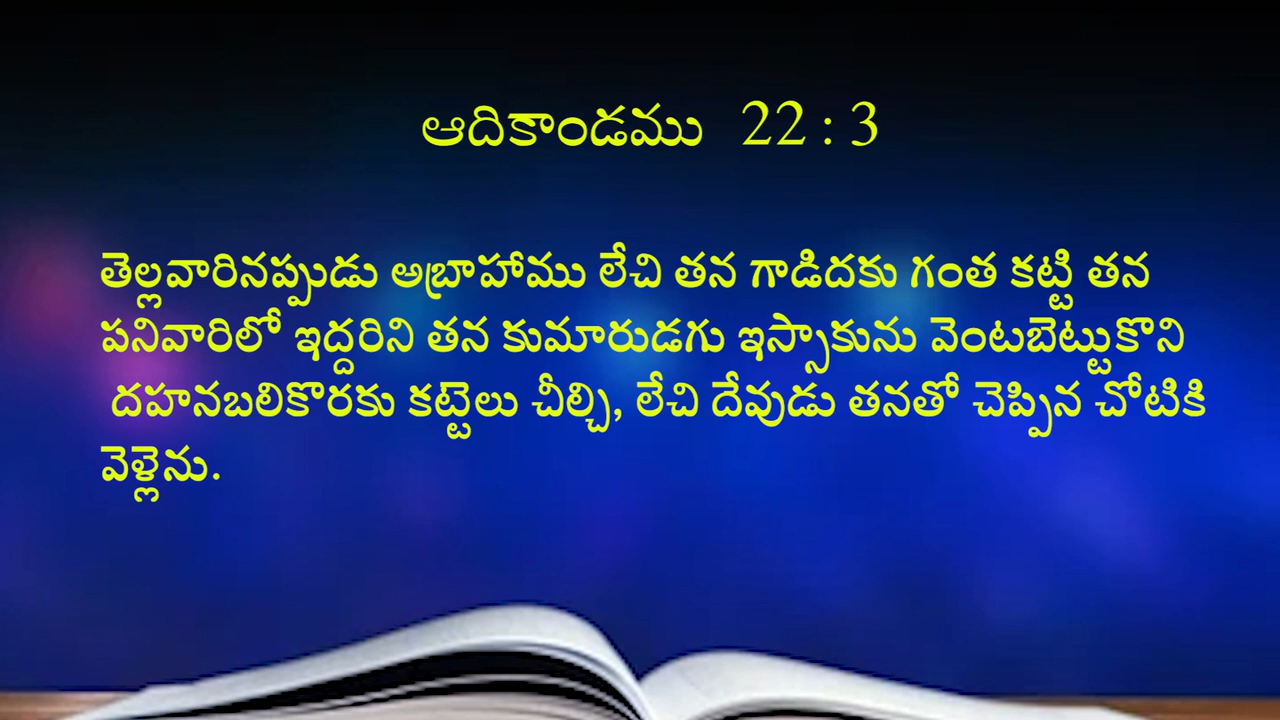 ఆదికాండము 22 : 3
తెల్లవారినప్పుడు అబ్రాహాము లేచి తన గాడిదకు గంత కట్టి తన
పనివారిలో ఇద్దరిని తన కుమారుడగు ఇస్సాకును వెంటబెట్టుకొని
దహనబలికొరకు కట్టెలు చీల్చి, లేచి దేవుడు తనతో చెప్పిన చోటికి
వెళ్లెను.